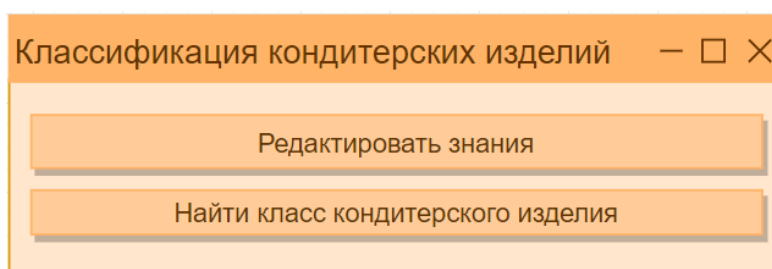 Классификация кондитерских изделий
Редактировать знания
Найти класс кондитерского изделия